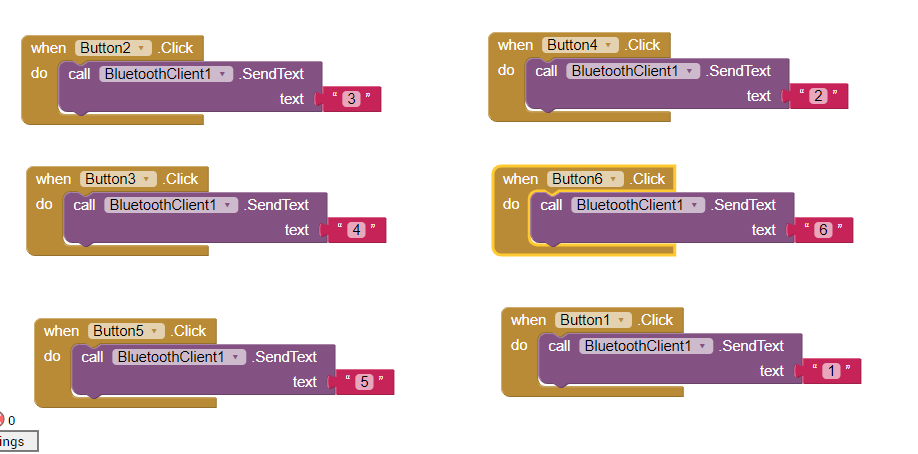 when Button2 .Click
do call BluetoothClient1 .SendText
text “ 3 ”
when Button4 .Click
do call BluetoothClient1 .SendText
text “ 2 ”
when Button3 .Click
do call BluetoothClient1 .SendText
text “ 4 ”
when Button6 .Click
do call BluetoothClient1 .SendText
text “ 6 ”
when Button5 .Click
do call BluetoothClient1 .SendText
text “ 5 ”
when Button1 .Click
do call BluetoothClient1 .SendText
text “ 1 ”
0
ings